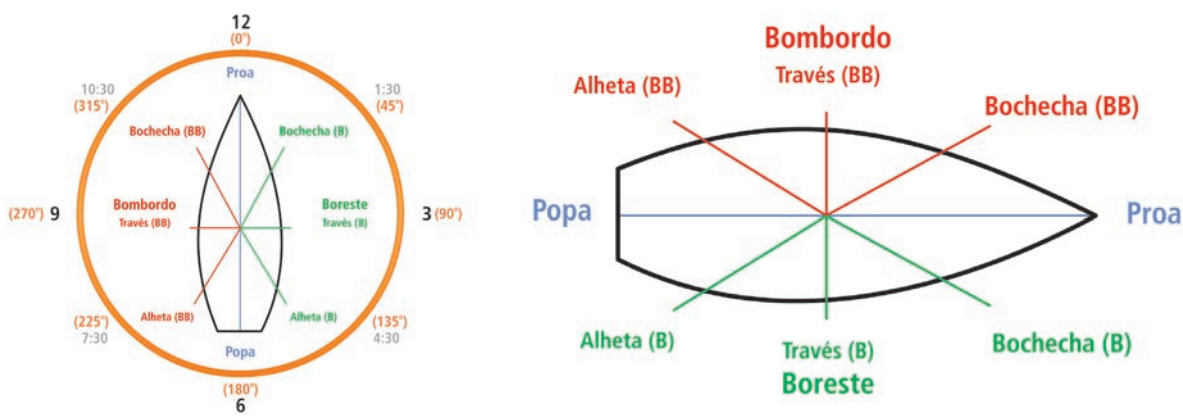 12
(0°)
Proa
10:30
(315°)
1:30
(45°)
Bochecha (BB)
Bochecha (B)
Bombordo
Través (BB)
Boreste
Través (B)
(270°) 9
3 (90°)
Alheta (BB)
Alheta (B)
(225°)
7:30
(135°)
4:30
Popa
(180°)
6
Bombordo
Través (BB)
Alheta (BB)
Bochecha (BB)
Popa
Proa
Alheta (B)
Través (B)
Boreste
Bochecha (B)